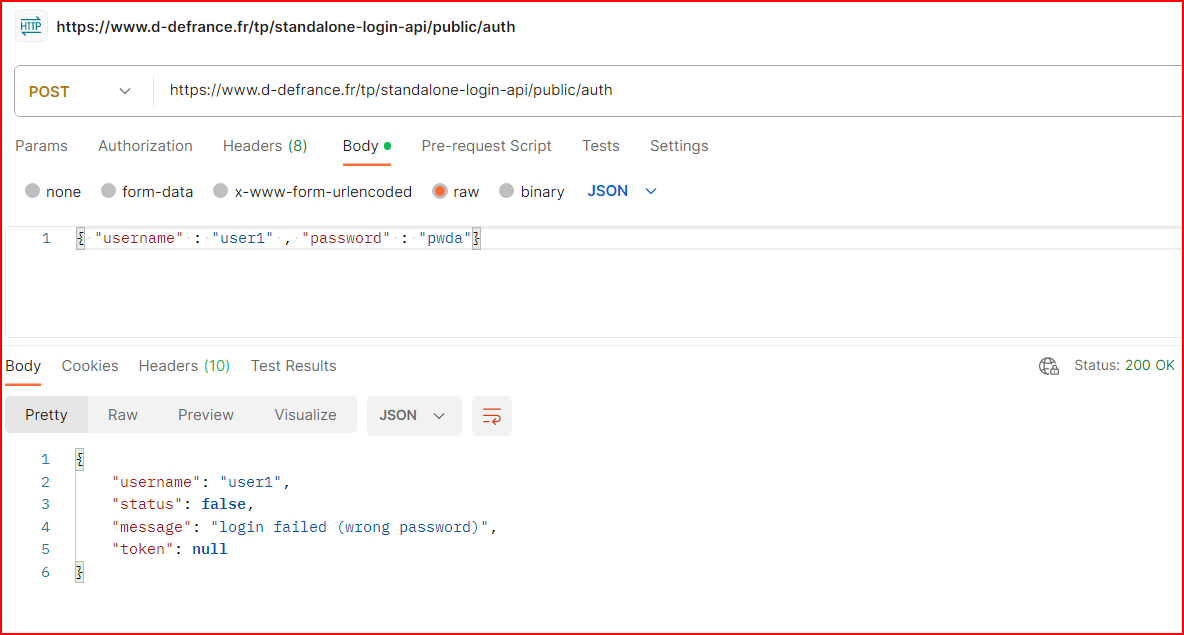 HTTP https://www.d-defrance.fr/tp/standalone-login-api/public/auth
POST https://www.d-defrance.fr/tp/standalone-login-api/public/auth
Params Authorization Headers (8) Body Pre-request Script Tests Settings
none form-data x-www-form-urlencoded raw binary JSON
1 { "username" : "user1" , "password" : "pwda"}
Body Cookies Headers (10) Test Results Status: 200 OK
Pretty Raw Preview Visualize JSON
1 {
2 "username": "user1",
3 "status": false,
4 "message": "login failed (wrong password)",
5 "token": null
6 }